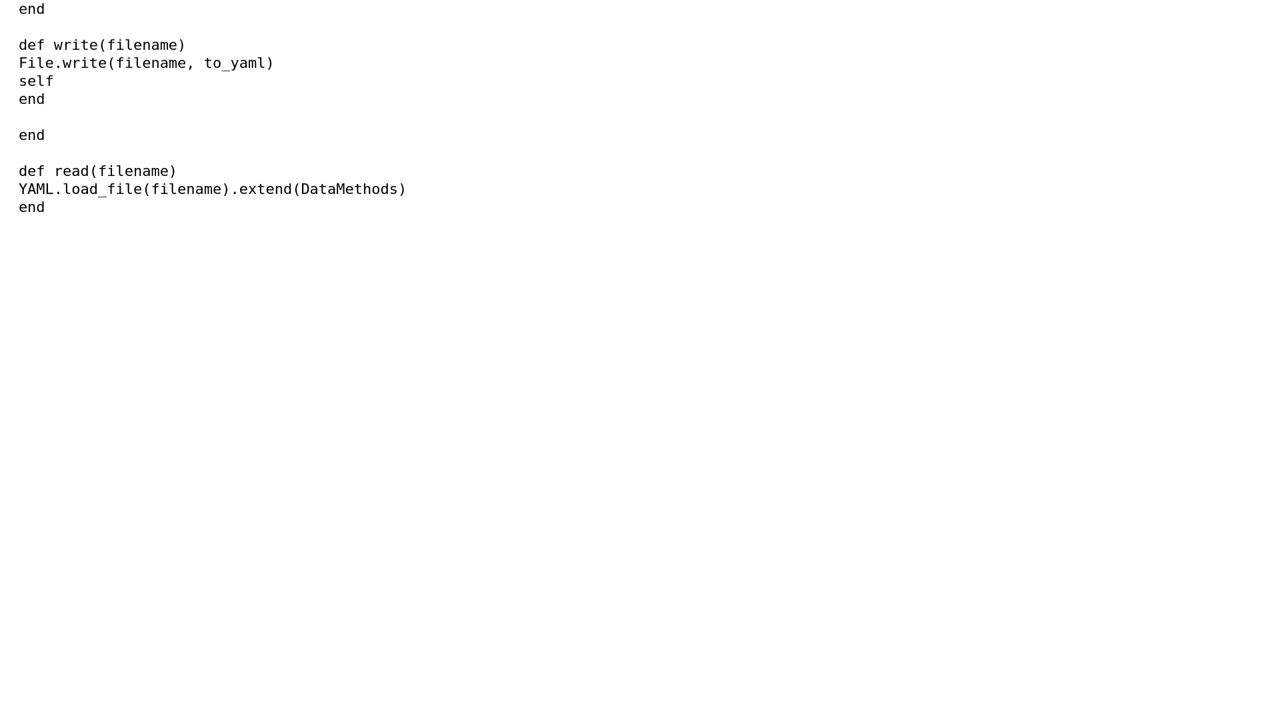 end

def write(filename)
File.write(filename, to_yaml)
self
end

end

def read(filename)
YAML.load_file(filename).extend(DataMethods)
end